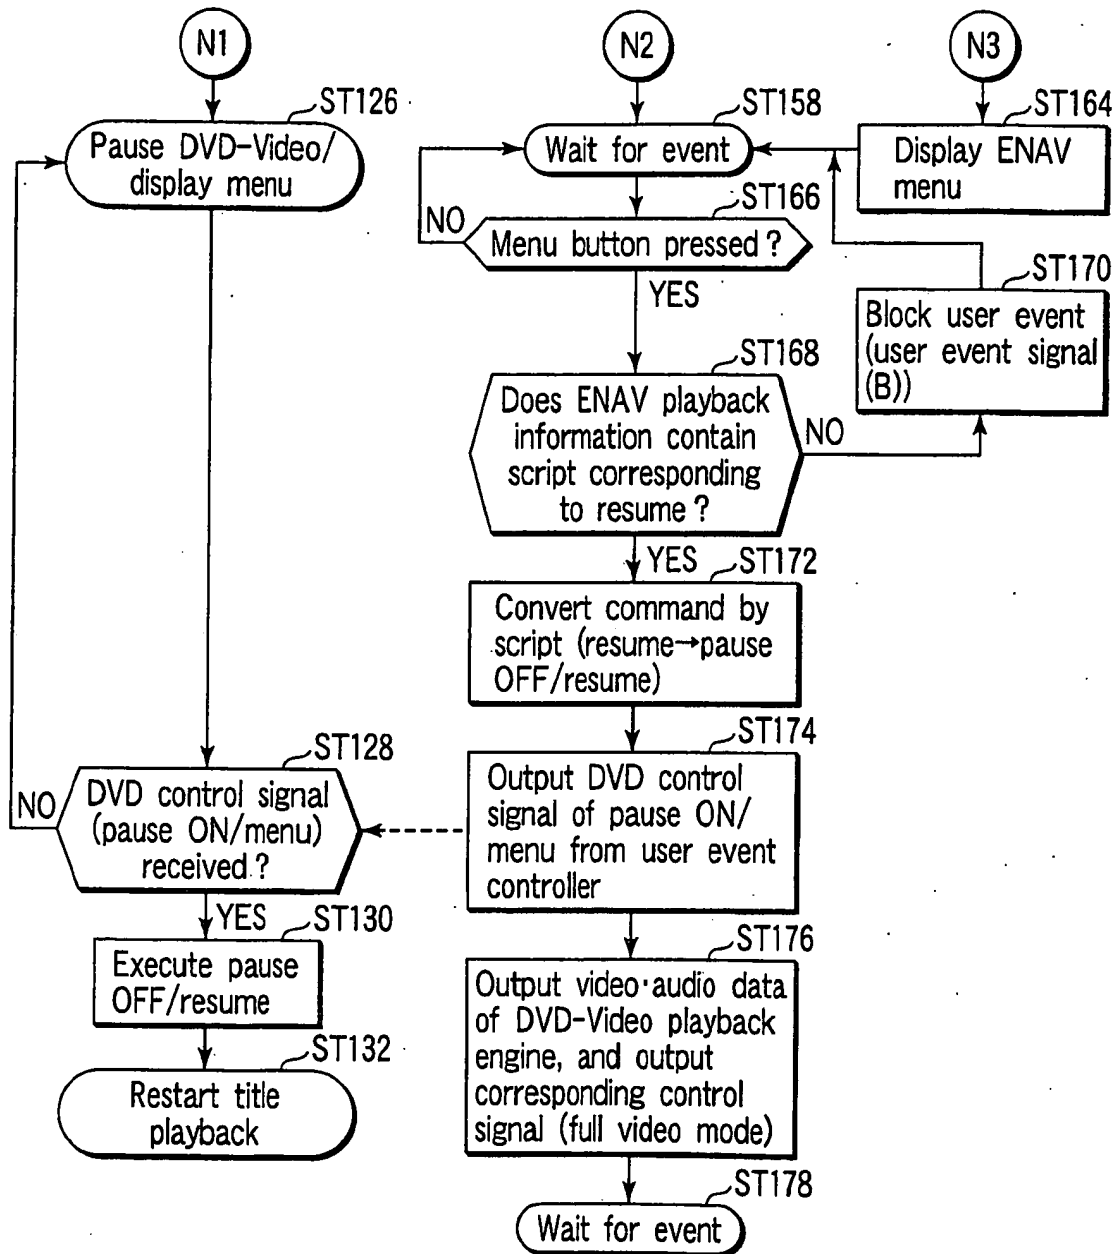 N1
ST126
Pause DVD-Video/
display menu
ST128
DVD control signal
(pause ON/menu)
received ?
NO
YES
ST130
Execute pause
OFF/resume
ST132
Restart title
playback
N2
ST158
Wait for event
ST166
NO
Menu button pressed ?
YES
ST168
Does ENAV playback
information contain
script corresponding
to resume ?
NO
YES
ST172
Convert command by
script (resume→pause
OFF/resume)
ST174
Output DVD control
signal of pause ON/
menu from user event
controller
ST176
Output video·audio data
of DVD-Video playback
engine, and output
corresponding control
signal (full video mode)
ST178
Wait for event
N3
ST164
Display ENAV
menu
ST170
Block user event
(user event signal
(B))